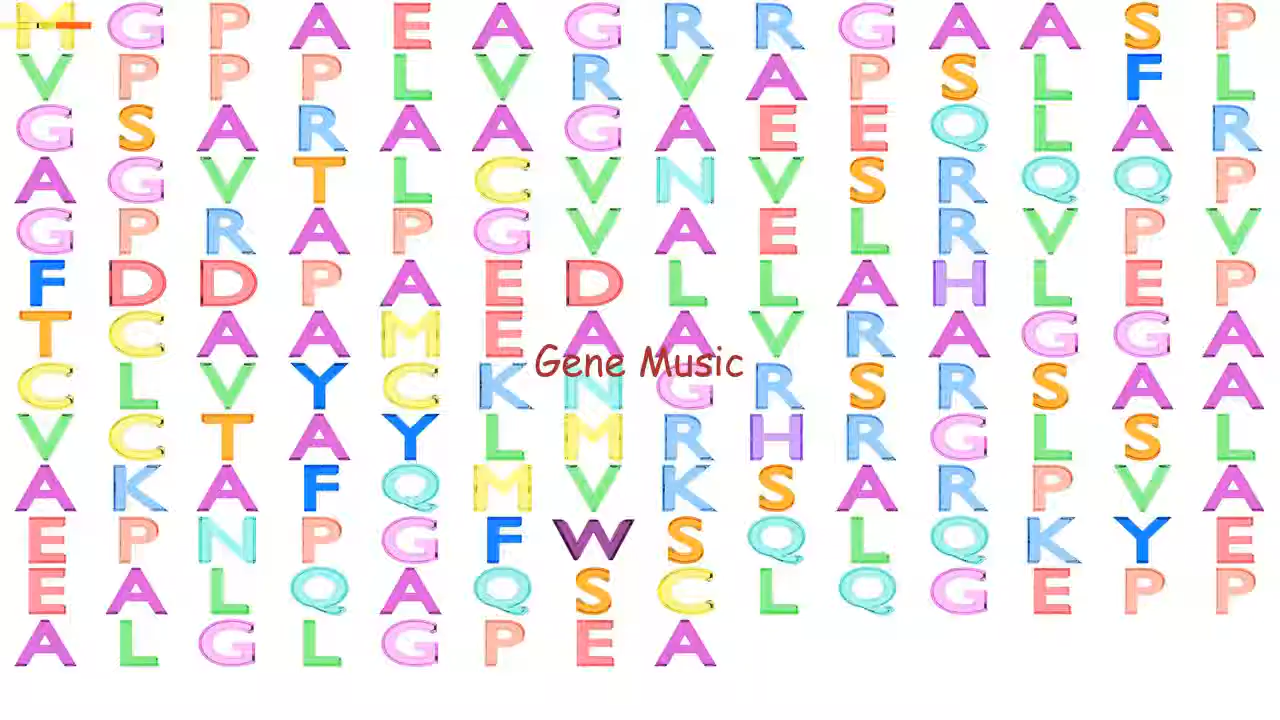 M G P A E A G R R G A A S P
V P P P L V R V A P S L F L
G S A R A A G A E E Q L A R
A G V T L C V N V S R Q Q P
G P R A P G V A E L R V P V
F D D P A E D L L A H L E P
T C A A M E A A V R A G G A
Gene Music
C L V Y C K N G R S R S A A
V C T A Y L M R H R G L S L
A K A F Q M V K S A R P V A
E P N P G F W S Q L Q K Y E
E A L Q A Q S C L Q G E P P
A L G L G P E A